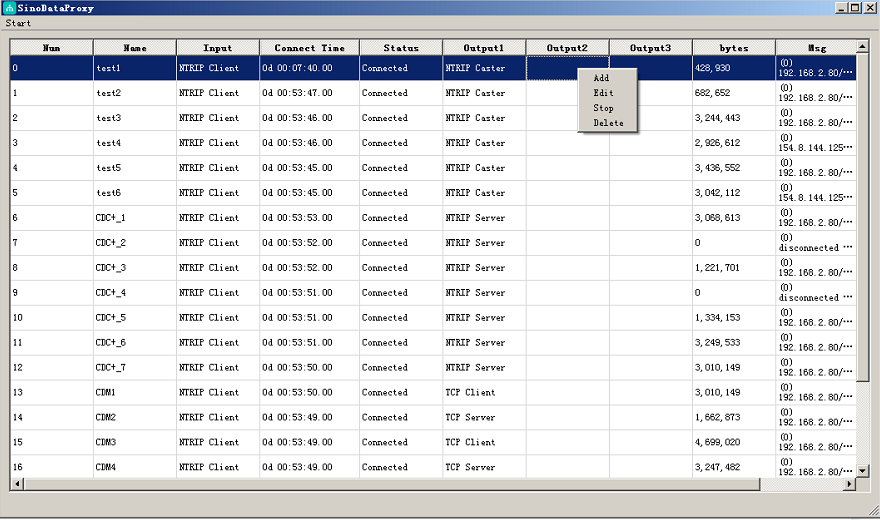 SinoDataProxy
Start
Num Name Input Connect Time Status Output1 Output2 Output3 bytes Msg
0 test1 NTRIP Client 0d 00:07:40.00 Connected NTRIP Caster 428,930 (0) 192.168.2.80/···
Add
Edit
Stop
Delete
1 test2 NTRIP Client 0d 00:53:47.00 Connected NTRIP Caster 682,652 (0) 192.168.2.80/···
2 test3 NTRIP Client 0d 00:53:46.00 Connected NTRIP Caster 3,244,443 (0) 192.168.2.80/···
3 test4 NTRIP Client 0d 00:53:46.00 Connected NTRIP Caster 2,926,612 (0) 154.8.144.125···
4 test5 NTRIP Client 0d 00:53:45.00 Connected NTRIP Caster 3,436,552 (0) 192.168.2.80/···
5 test6 NTRIP Client 0d 00:53:45.00 Connected NTRIP Caster 3,042,112 (0) 154.8.144.125···
6 CDC+_1 NTRIP Client 0d 00:53:53.00 Connected NTRIP Server 3,068,613 (0) 192.168.2.80/···
7 CDC+_2 NTRIP Client 0d 00:53:52.00 Connected NTRIP Server 0 (0) disconnected ···
8 CDC+_3 NTRIP Client 0d 00:53:52.00 Connected NTRIP Server 1,221,701 (0) 192.168.2.80/···
9 CDC+_4 NTRIP Client 0d 00:53:51.00 Connected NTRIP Server 0 (0) disconnected ···
10 CDC+_5 NTRIP Client 0d 00:53:51.00 Connected NTRIP Server 1,334,153 (0) 192.168.2.80/···
11 CDC+_6 NTRIP Client 0d 00:53:51.00 Connected NTRIP Server 3,249,533 (0) 192.168.2.80/···
12 CDC+_7 NTRIP Client 0d 00:53:50.00 Connected NTRIP Server 3,010,149 (0) 192.168.2.80/···
13 CDM1 NTRIP Client 0d 00:53:50.00 Connected TCP Client 3,010,149 (0) 192.168.2.80/···
14 CDM2 NTRIP Client 0d 00:53:49.00 Connected TCP Server 1,662,873 (0) 192.168.2.80/···
15 CDM3 NTRIP Client 0d 00:53:49.00 Connected TCP Client 4,699,020 (0) 192.168.2.80/···
16 CDM4 NTRIP Client 0d 00:53:49.00 Connected TCP Server 3,247,482 (0) 192.168.2.80/···